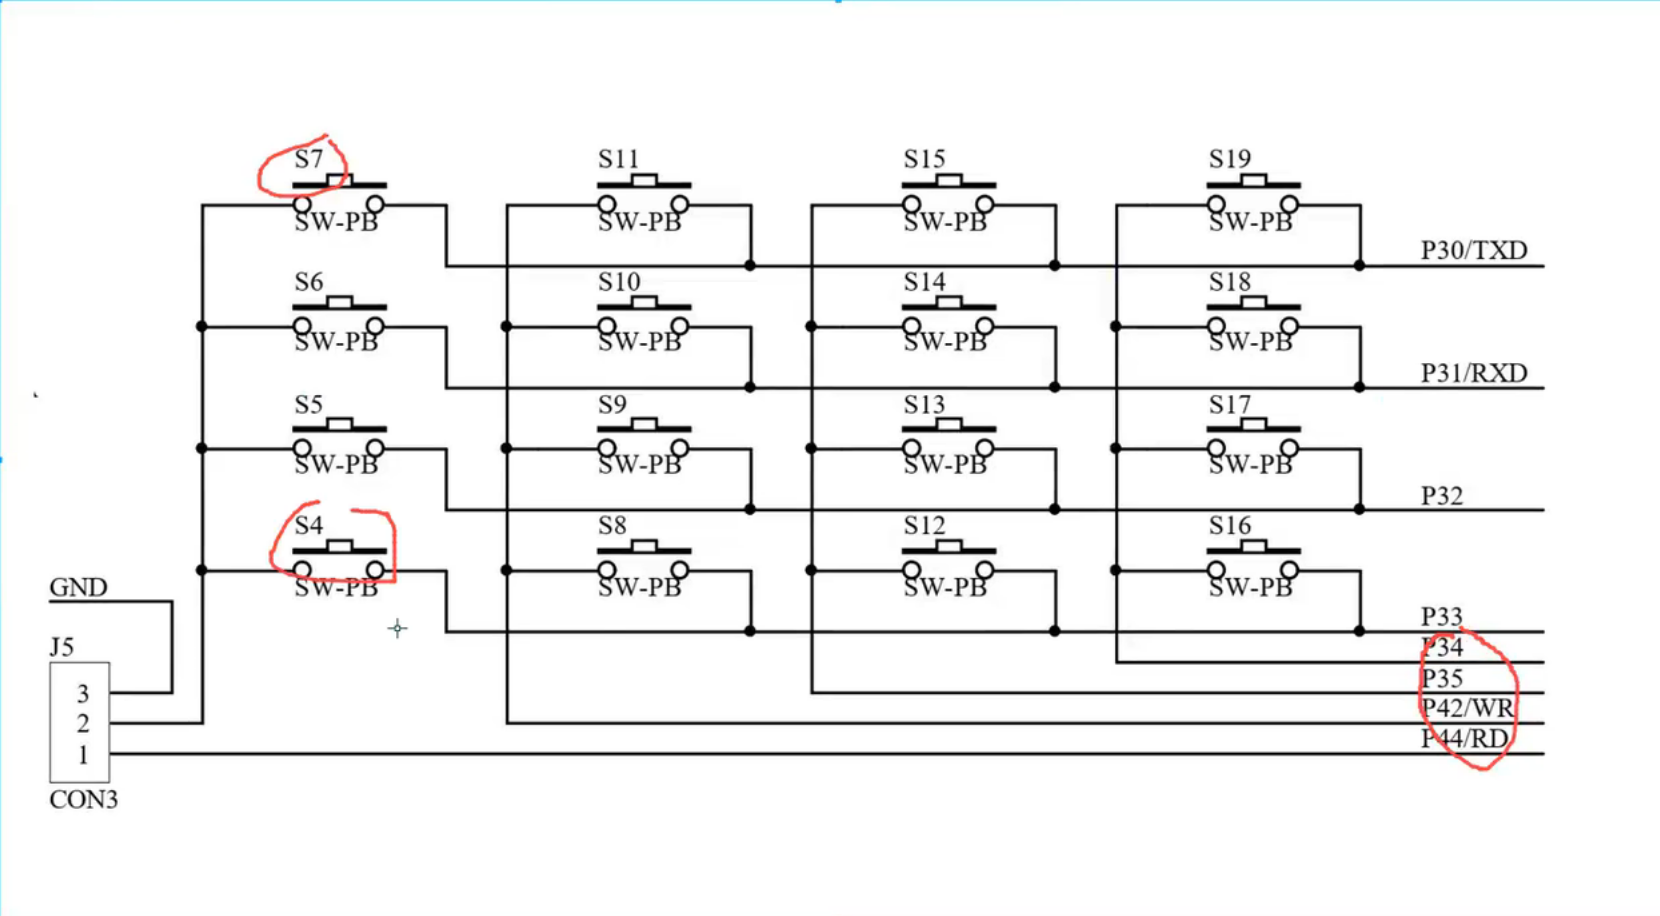 S7 S11 S15 S19
SW-PB SW-PB SW-PB SW-PB
P30/TXD
S6 S10 S14 S18
SW-PB SW-PB SW-PB SW-PB
P31/RXD
S5 S9 S13 S17
SW-PB SW-PB SW-PB SW-PB
P32
S4 S8 S12 S16
SW-PB SW-PB SW-PB SW-PB
GND
P33
J5
P34
3
P35
2
P42/WR
1
P44/RD
CON3